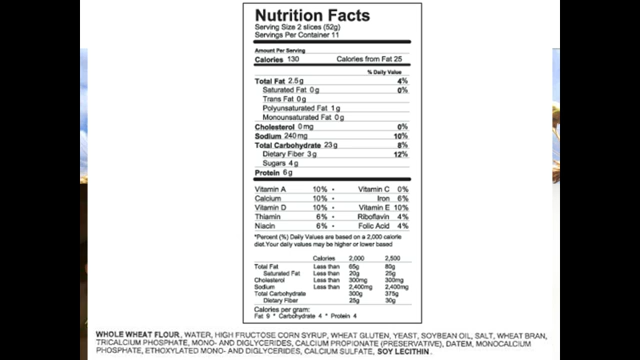 Nutrition Facts
Serving Size 2 slices (52g)
Servings Per Container 11
Amount Per Serving
Calories 130 Calories from Fat 25
% Daily Value
Total Fat 2.5g 4%
Saturated Fat 0g 0%
Trans Fat 0g
Polyunsaturated Fat 1g
Monounsaturated Fat 0g
Cholesterol 0mg 0%
Sodium 240mg 10%
Total Carbohydrate 23g 8%
Dietary Fiber 3g 12%
Sugars 4g
Protein 6g
Vitamin A 10% • Vitamin C 0%
Calcium 10% • Iron 6%
Vitamin D 10% • Vitamin E 10%
Thiamin 6% • Riboflavin 4%
Niacin 6% • Folic Acid 4%
*Percent (%) Daily Values are based on a 2,000 calorie
diet.Your daily values may be higher or lower based
Calories 2,000 2,500
Total Fat Less than 65g 80g
Saturated Fat Less than 20g 25g
Cholesterol Less than 300mg 300mg
Sodium Less than 2,400mg 2,400mg
Total Carbohydrate 300g 375g
Dietary Fiber 25g 30g
Calories per gram:
Fat 9 * Carbohydrate 4 * Protein 4
WHOLE WHEAT FLOUR, WATER, HIGH FRUCTOSE CORN SYRUP, WHEAT GLUTEN, YEAST, SOYBEAN OIL, SALT, WHEAT BRAN,
TRICALCIUM PHOSPHATE, MONO- AND DIGLYCERIDES, CALCIUM PROPIONATE (PRESERVATIVE), DATEM, MONOCALCIUM
PHOSPHATE, ETHOXYLATED MONO- AND DIGLYCERIDES, CALCIUM SULFATE, SOY LECITHIN.